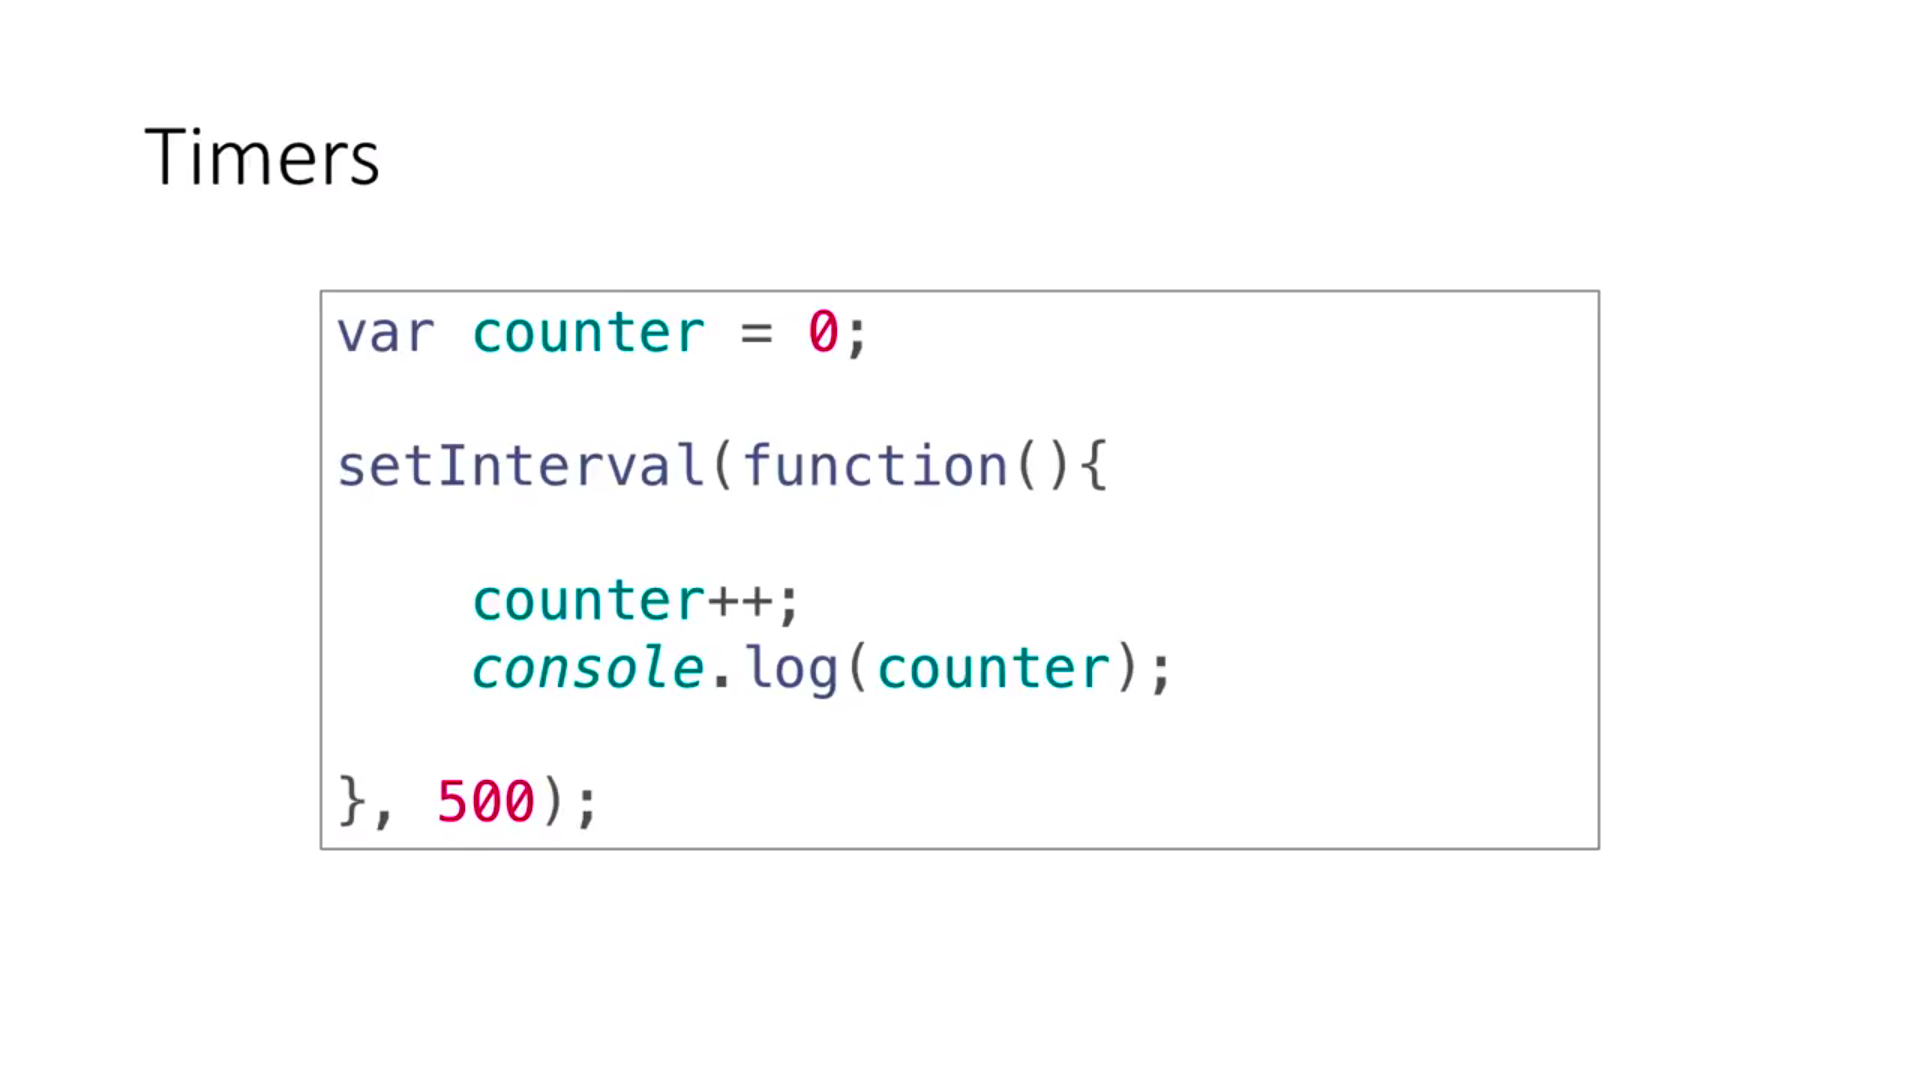 Timers
var counter = 0;
setInterval(function(){
counter++;
console.log(counter);
}, 500);